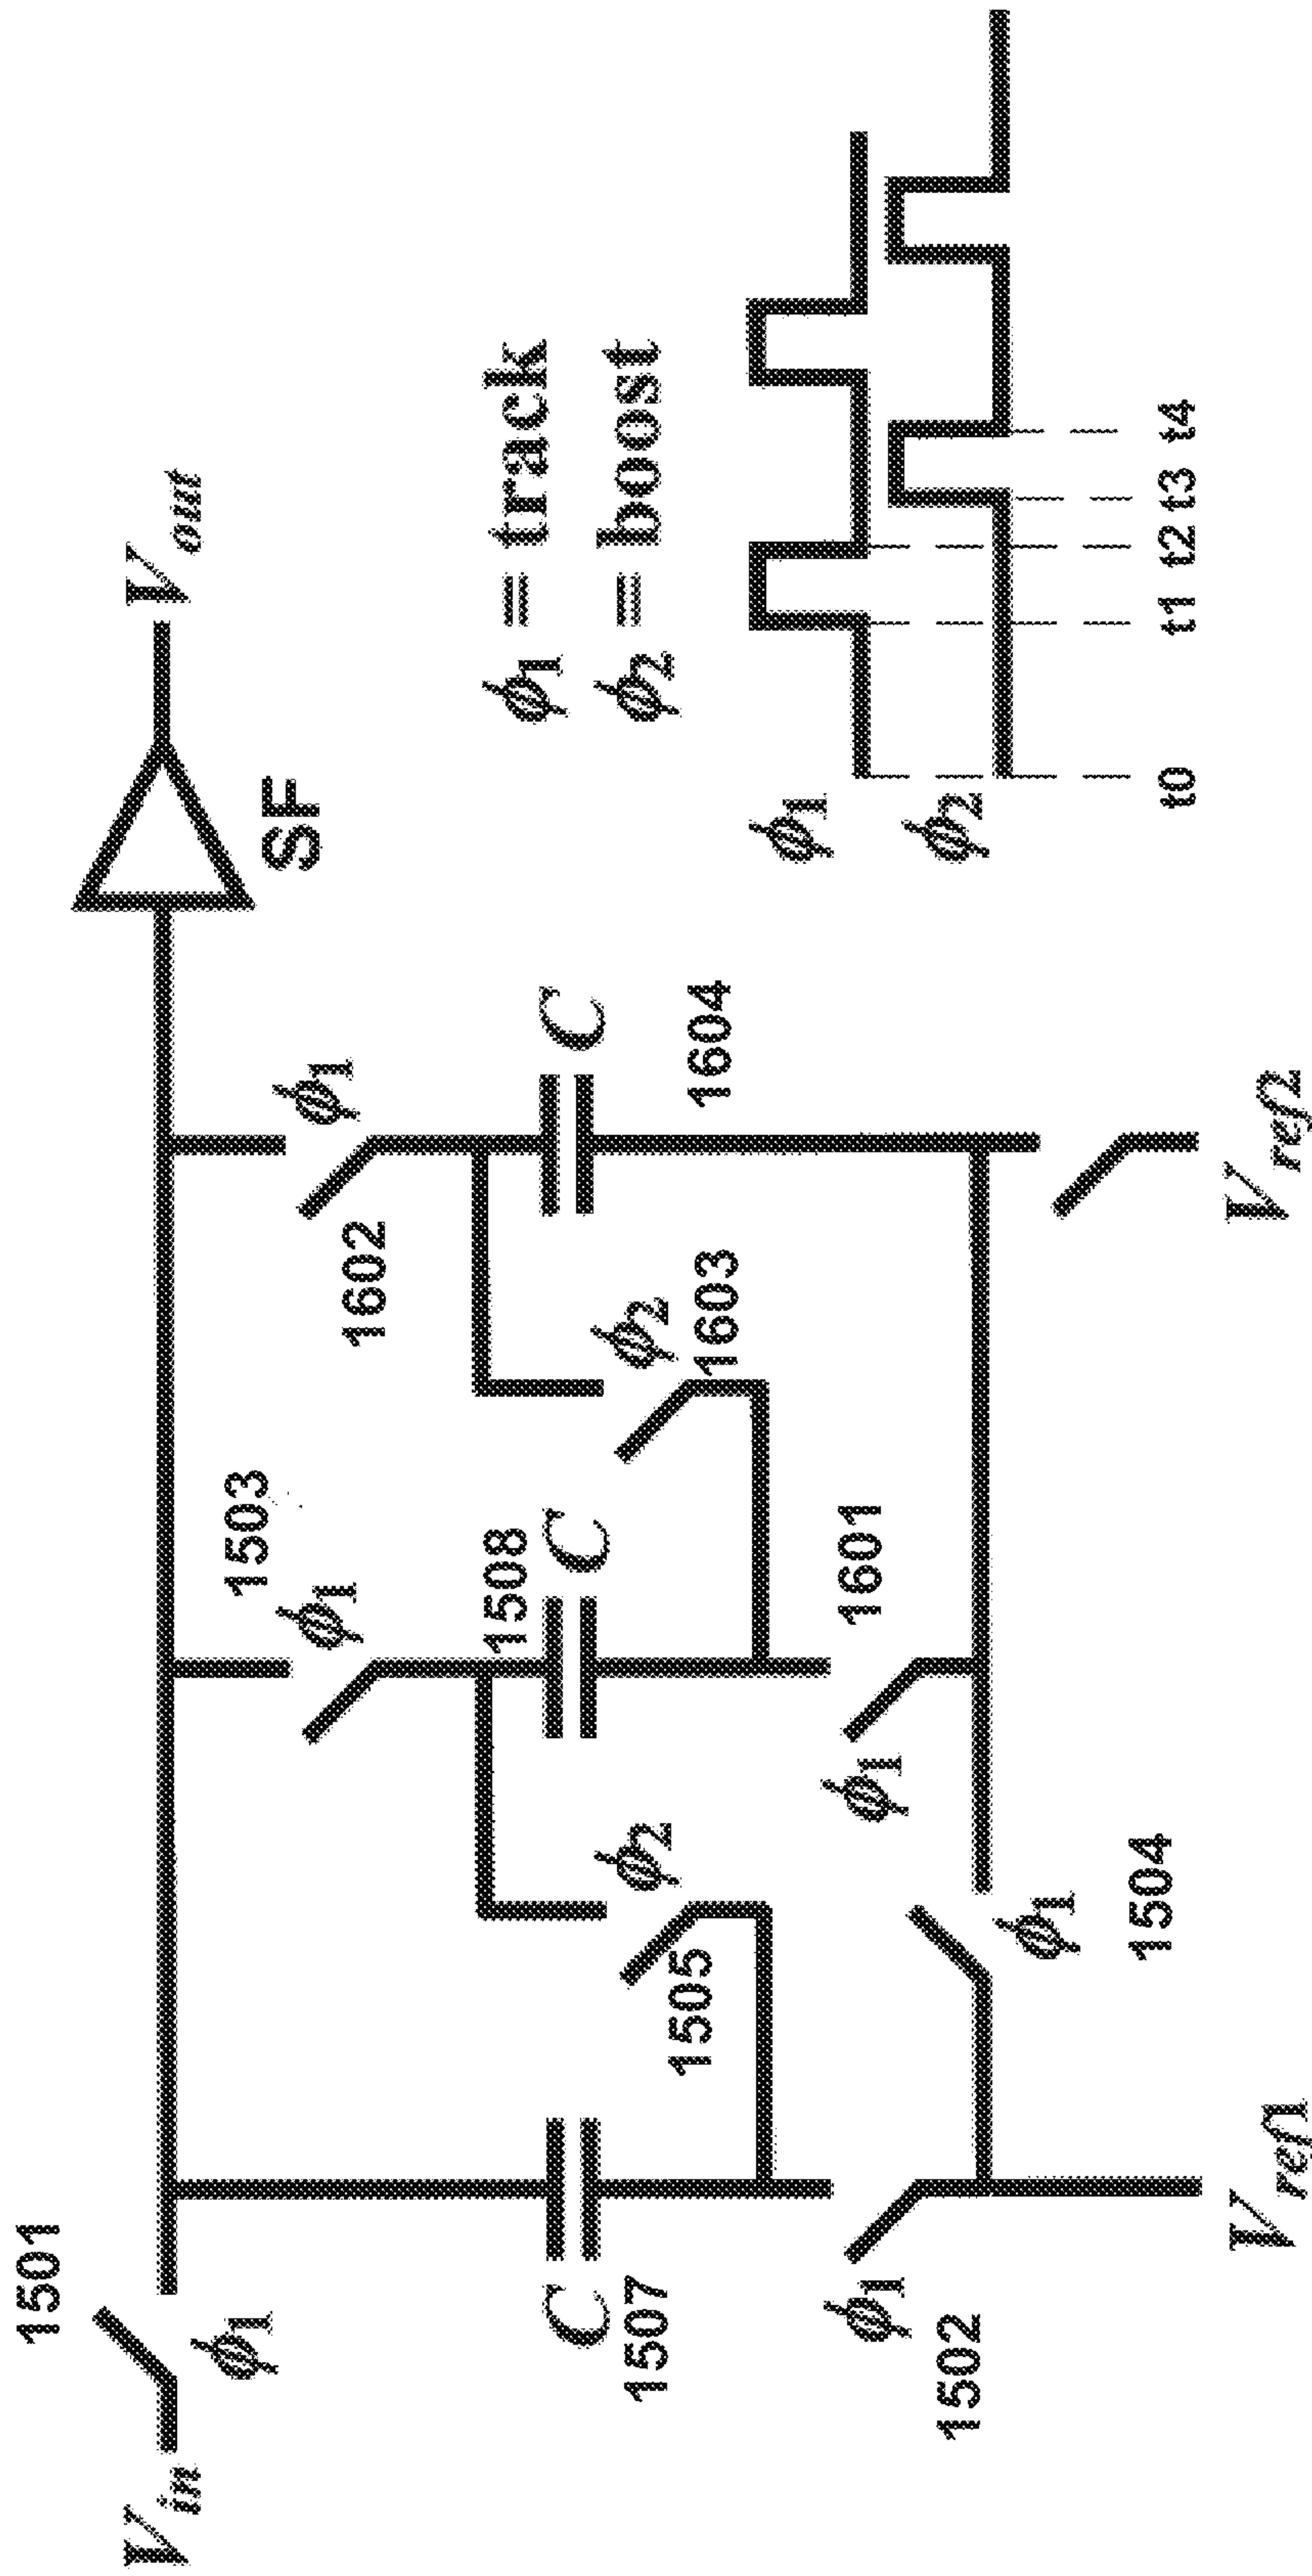 1501
V_in
ϕ1
V_out
SF
1503
ϕ1
ϕ1
1602
1508
C
C
1604
C
1507
ϕ2
1505
ϕ2
1603
ϕ1
1502
ϕ1
1601
ϕ1
1504
V_ref1
V_ref2
ϕ1 = track
ϕ2 = boost
ϕ1
ϕ2
t0 t1 t2 t3 t4